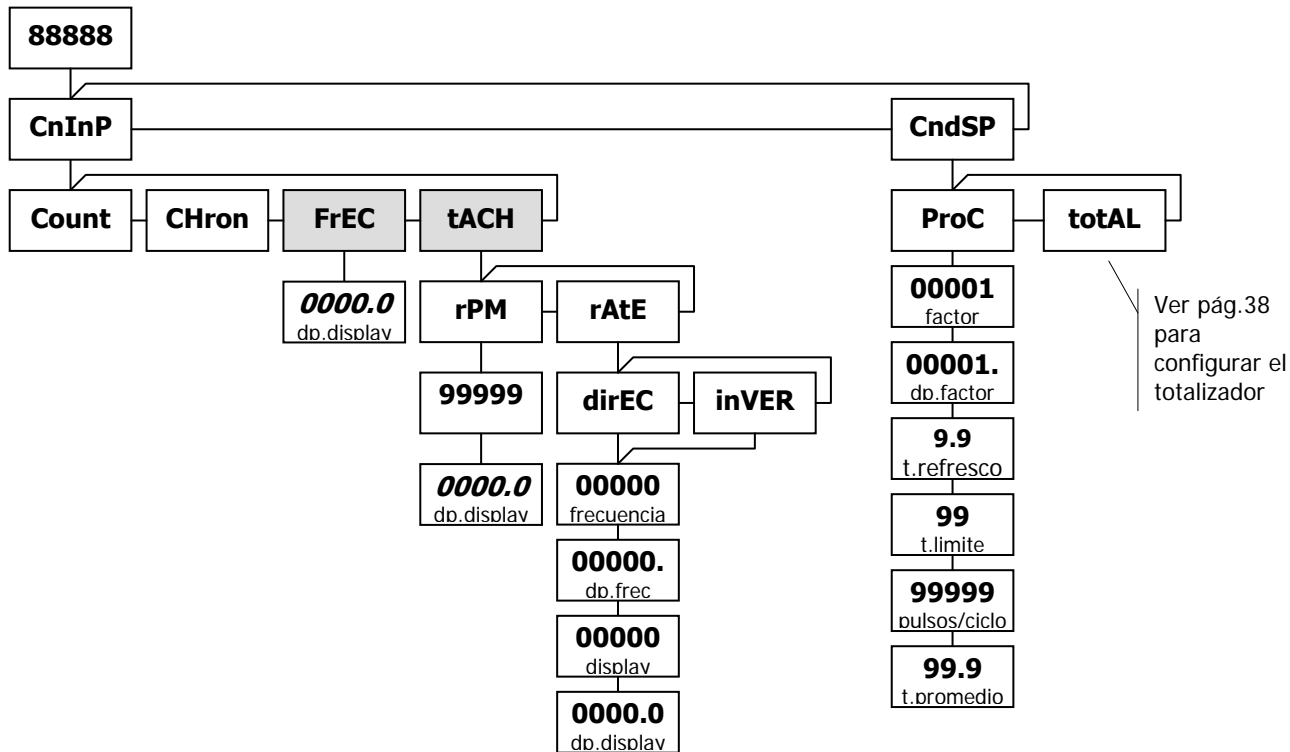 88888
CnInP
CndSP
Count
CHron
FrEC
tACH
ProC
totAL
0000.0
dp.display
rPM
rAtE
00001
factor
Ver pág.38
para
configurar el
totalizador
99999
dirEC
inVER
00001.
dp.factor
0000.0
dp.display
00000
frecuencia
9.9
t.refresco
00000.
dp.frec
99
t.limite
00000
display
99999
pulsos/ciclo
0000.0
dp.display
99.9
t.promedio